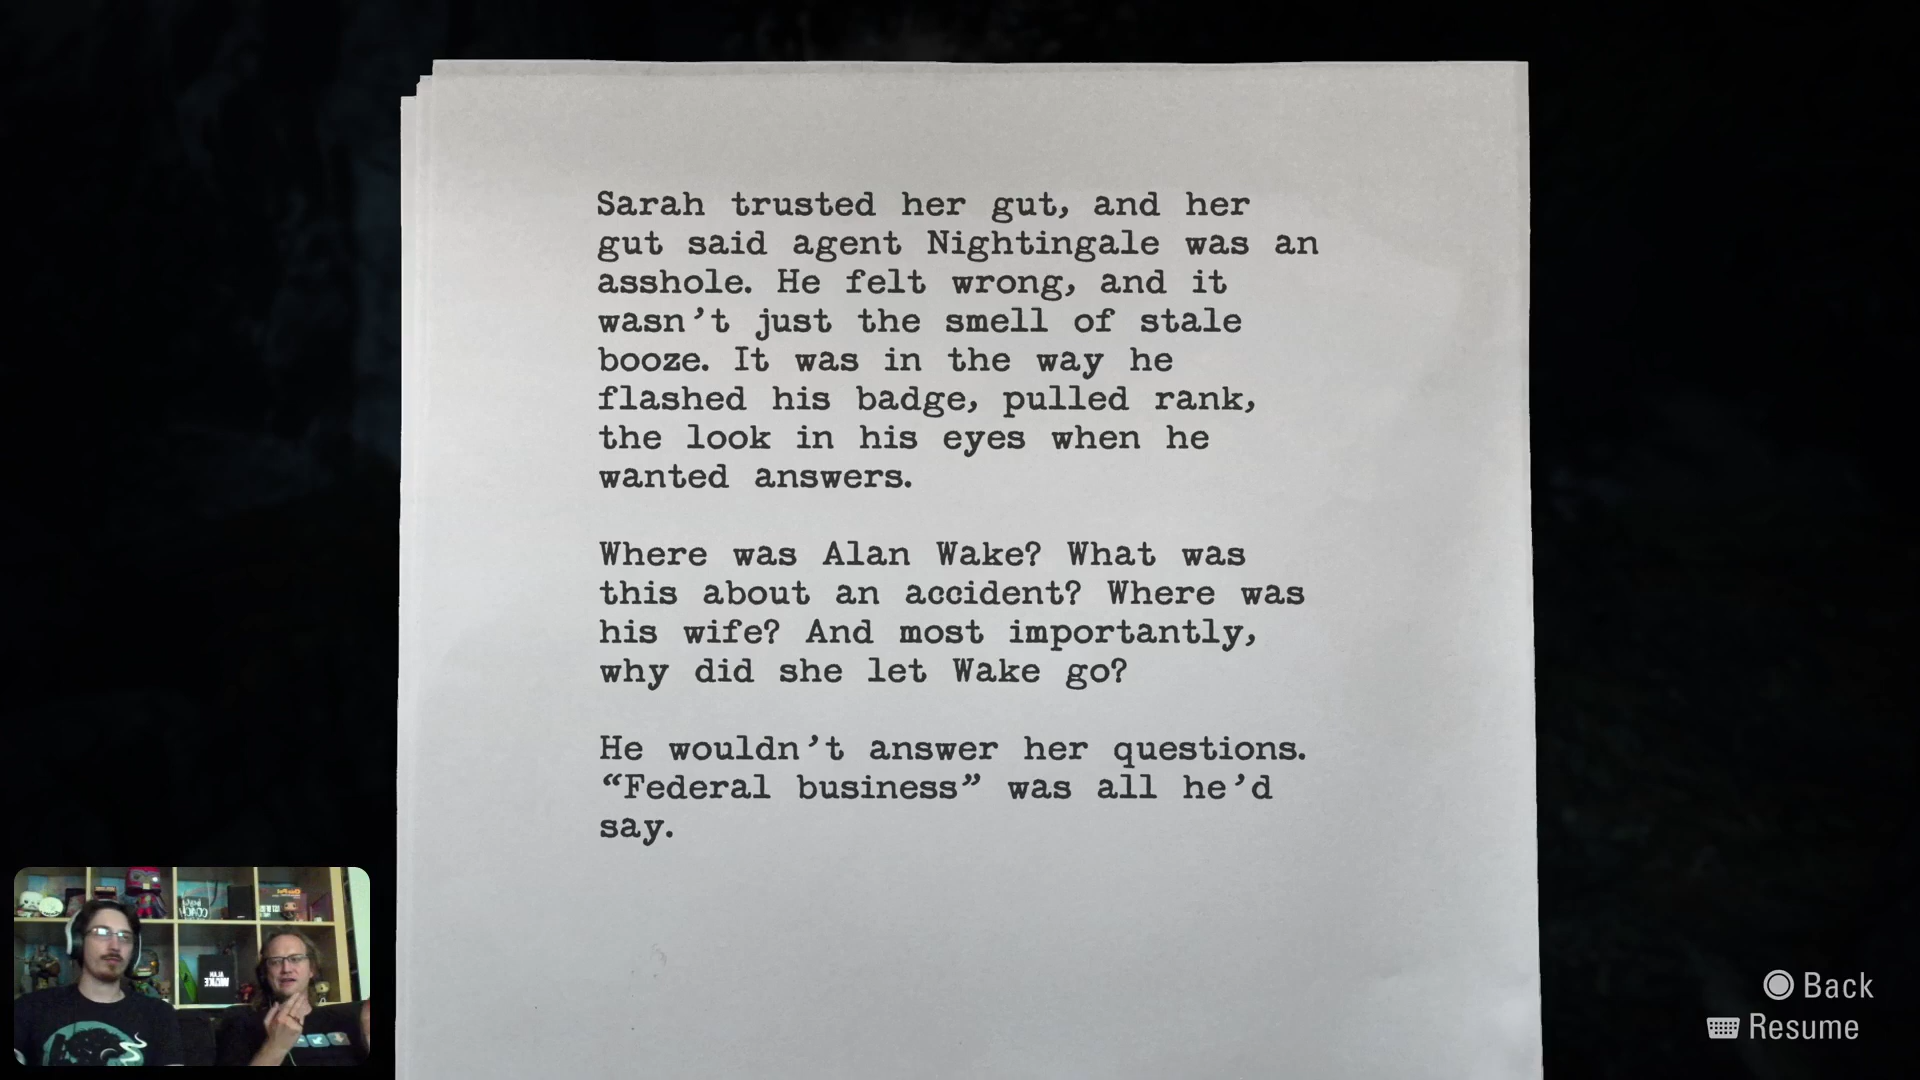 Sarah trusted her gut, and her
gut said agent Nightingale was an
asshole. He felt wrong, and it
wasn’t just the smell of stale
booze. It was in the way he
flashed his badge, pulled rank,
the look in his eyes when he
wanted answers.
Where was Alan Wake? What was
this about an accident? Where was
his wife? And most importantly,
why did she let Wake go?
He wouldn’t answer her questions.
“Federal business” was all he’d
say.
ALAN
WAKE
Back
Resume